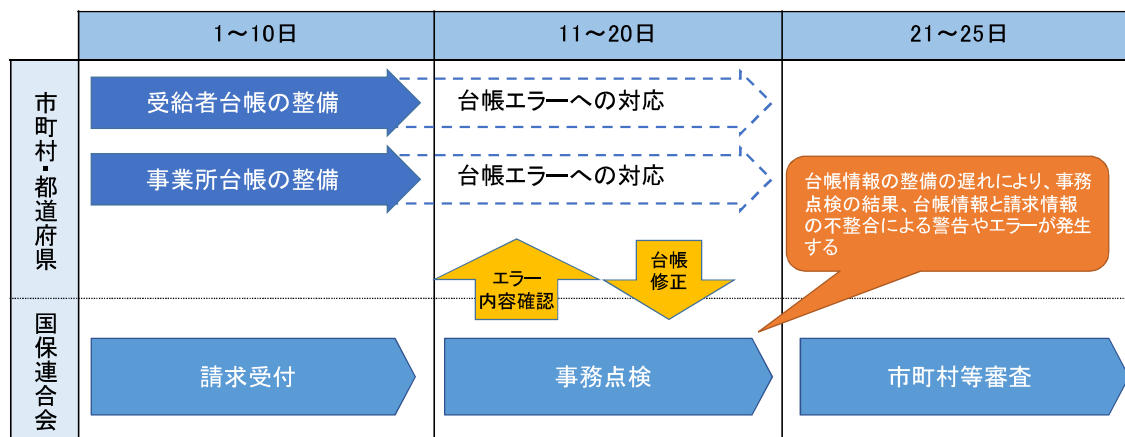 1～10日
11～20日
21～25日
市町村・都道府県
受給者台帳の整備
台帳エラーへの対応
事業所台帳の整備
台帳エラーへの対応
台帳情報の整備の遅れにより、事務
点検の結果、台帳情報と請求情報
の不整合による警告やエラーが発生
する
エラー
内容確認
台帳
修正
国保連合会
請求受付
事務点検
市町村等審査